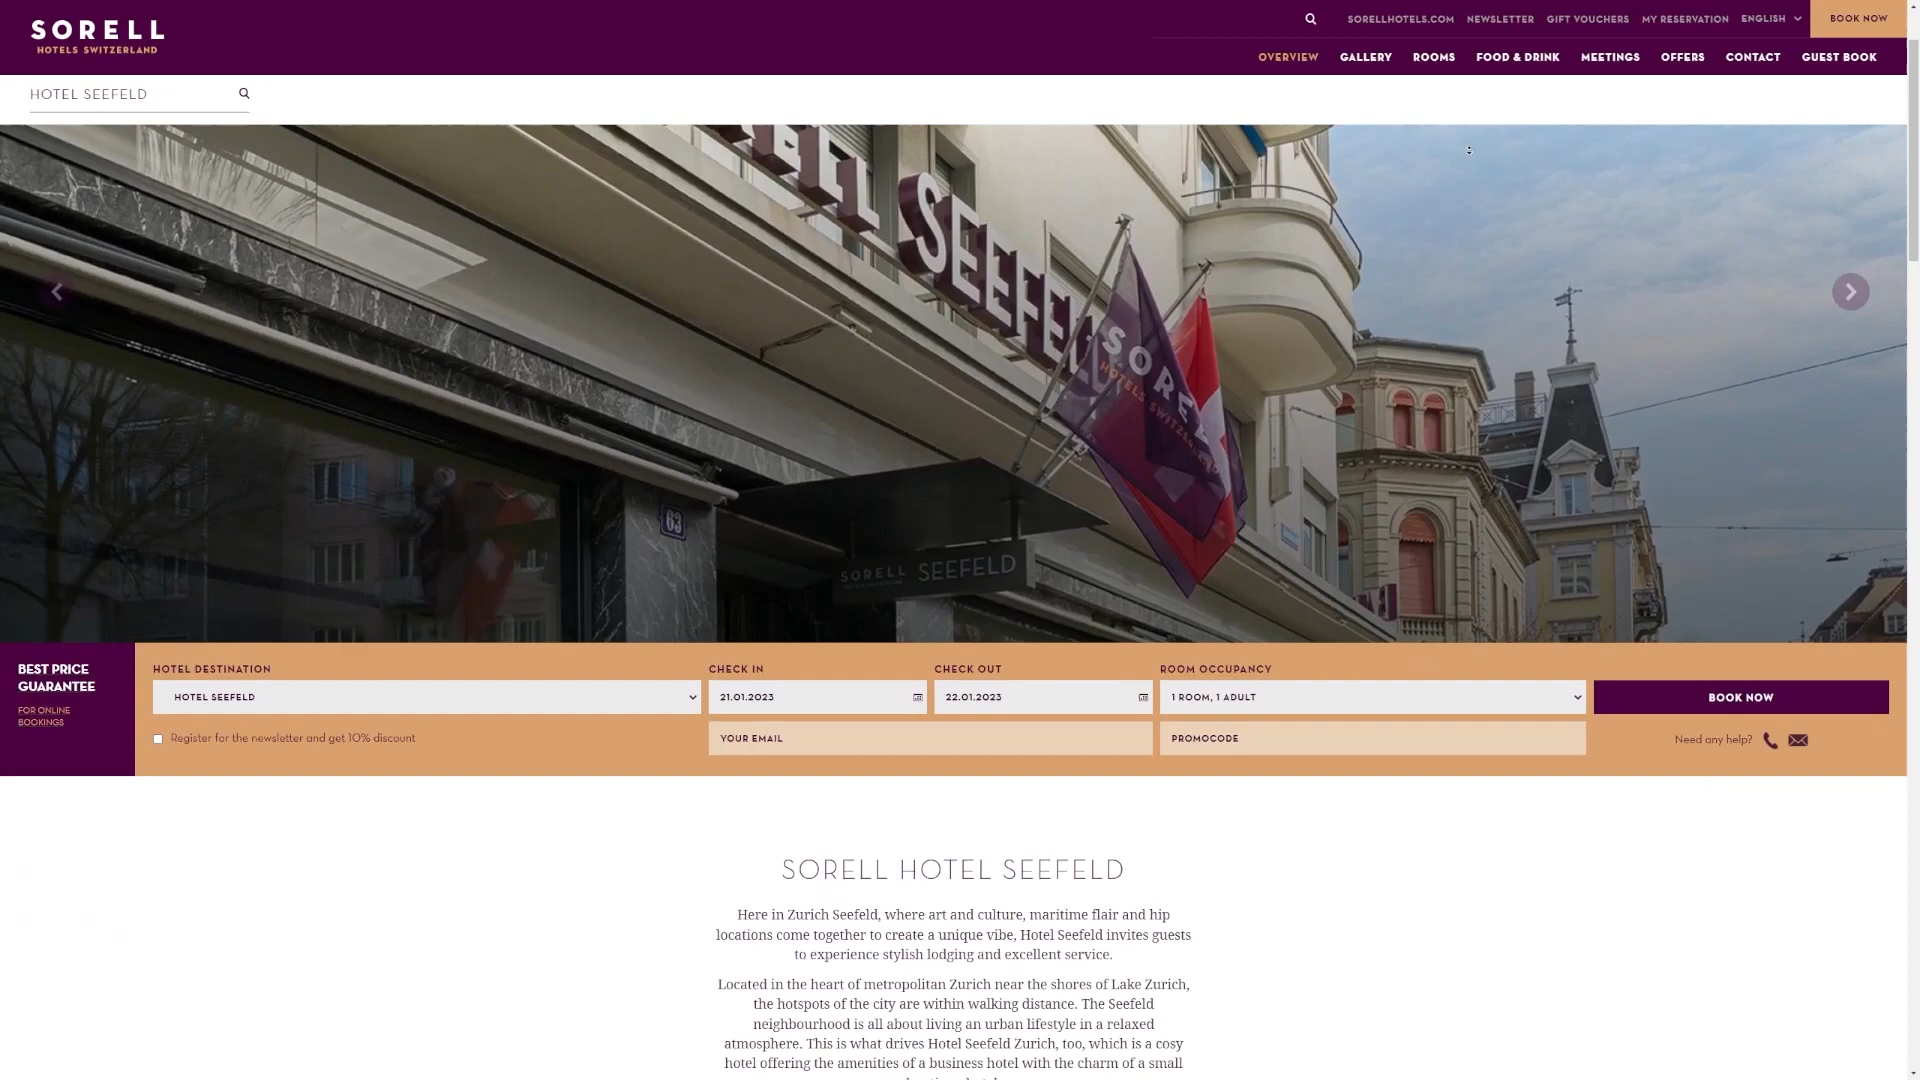 SORELL
HOTELS SWITZERLAND
SORELLHOTELS.COM NEWSLETTER GIFT VOUCHERS MY RESERVATION ENGLISH BOOK NOW
OVERVIEW GALLERY ROOMS FOOD & DRINK MEETINGS OFFERS CONTACT GUEST BOOK
HOTEL SEEFELD
SEEFELD
SORELL
HOTELS SWITZERLAND
63
SORELL SEEFELD
BEST PRICE
GUARANTEE
FOR ONLINE
BOOKINGS
HOTEL DESTINATION CHECK IN CHECK OUT ROOM OCCUPANCY
HOTEL SEEFELD 21.01.2023 22.01.2023 1 ROOM, 1 ADULT BOOK NOW
Register for the newsletter and get 10% discount YOUR EMAIL PROMOCODE Need any help?
SORELL HOTEL SEEFELD
Here in Zurich Seefeld, where art and culture, maritime flair and hip
locations come together to create a unique vibe, Hotel Seefeld invites guests
to experience stylish lodging and excellent service.
Located in the heart of metropolitan Zurich near the shores of Lake Zurich,
the hotspots of the city are within walking distance. The Seefeld
neighbourhood is all about living an urban lifestyle in a relaxed
atmosphere. This is what drives Hotel Seefeld Zurich, too, which is a cosy
hotel offering the amenities of a business hotel with the charm of a small